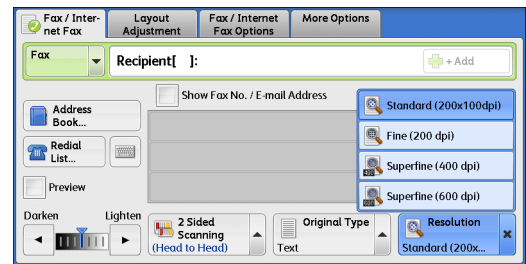 Fax / Inter-
net Fax
Layout
Adjustment
Fax / Internet
Fax Options
More Options
Fax
Recipient[   ]:
+ Add
Show Fax No. / E-mail Address
Address
Book...
Redial
List...
Preview
Standard (200x100dpi)
Fine (200 dpi)
Superfine (400 dpi)
Superfine (600 dpi)
Darken
Lighten
2 Sided
Scanning
(Head to Head)
Original Type
Text
Resolution
Standard (200x...